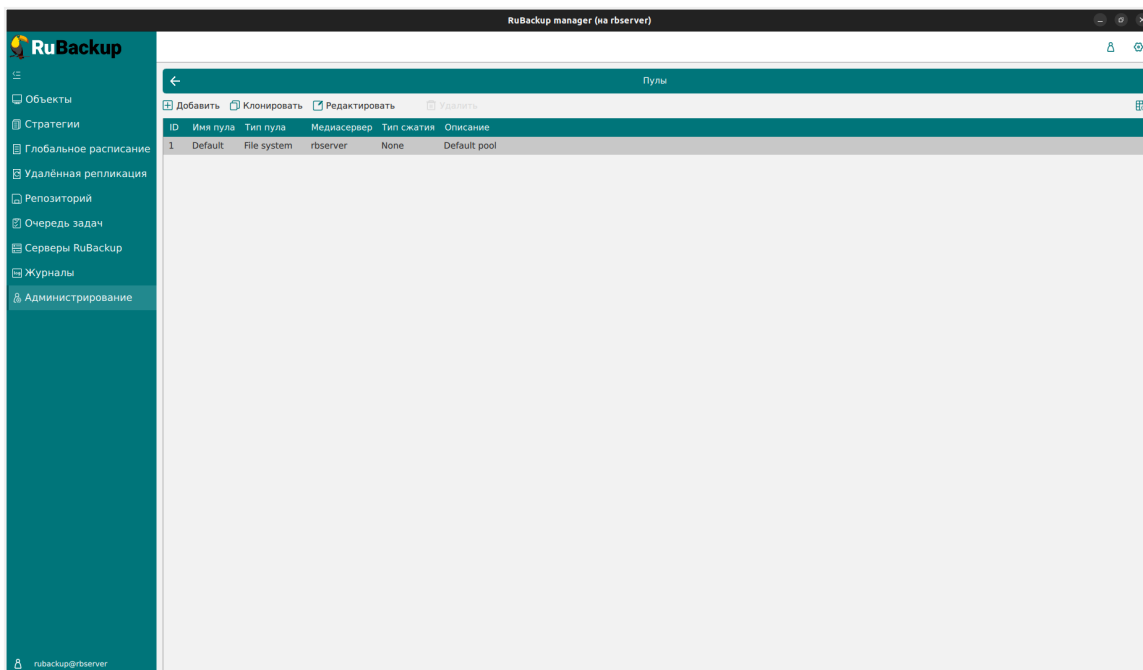 RuBackup manager (на rbserver)
RuBackup
Пулы
Объекты
Стратегии
Глобальное расписание
Удалённая репликация
Репозиторий
Очередь задач
Серверы RuBackup
Журналы
Администрирование
Добавить Клонировать Редактировать Удалить
ID Имя пула Тип пула Медиасервер Тип сжатия Описание
1 Default File system rbserver None Default pool
rubackup@rbserver